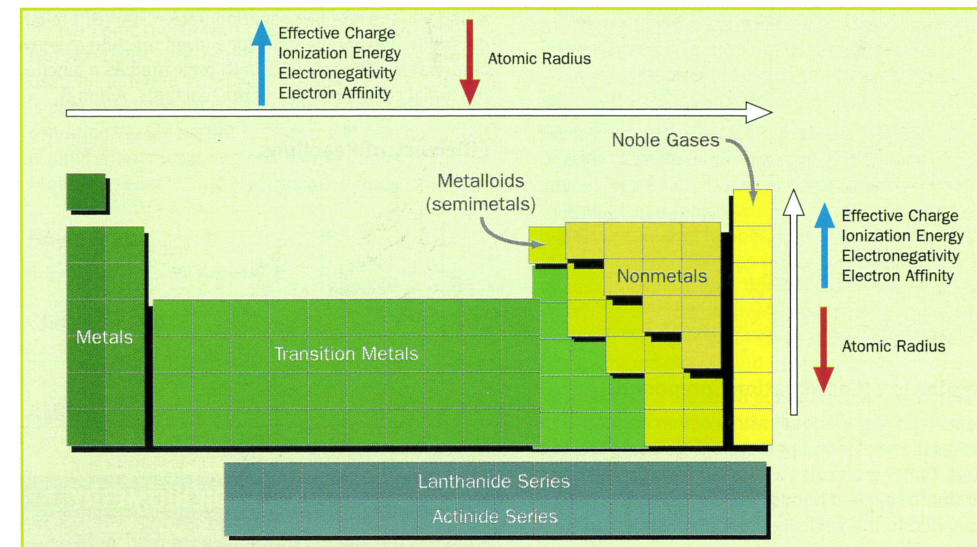 Effective Charge
Ionization Energy
Electronegativity
Electron Affinity
Atomic Radius
Noble Gases
Metalloids
(semimetals)
Nonmetals
Effective Charge
Ionization Energy
Electronegativity
Electron Affinity
Metals
Transition Metals
Atomic Radius
Lanthanide Series
Actinide Series